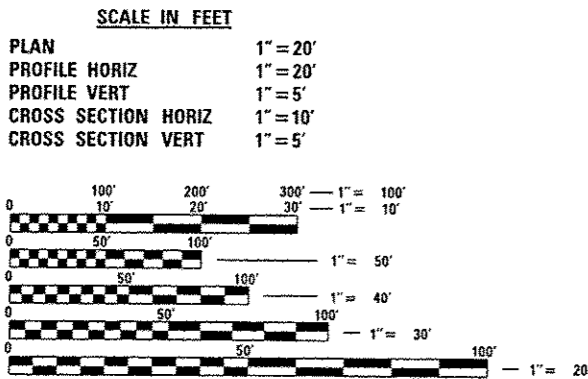 SCALE IN FEET
PLAN 1" = 20'
PROFILE HORIZ 1" = 20'
PROFILE VERT 1" = 5'
CROSS SECTION HORIZ 1" = 10'
CROSS SECTION VERT 1" = 5'
100' 200' 300' 1" = 100'
0 10' 20' 30' 1" = 10'
0 50' 100'
1" = 50'
0 50' 100'
1" = 40'
0 50' 100'
1" = 30'
0 50' 100'
1" = 20